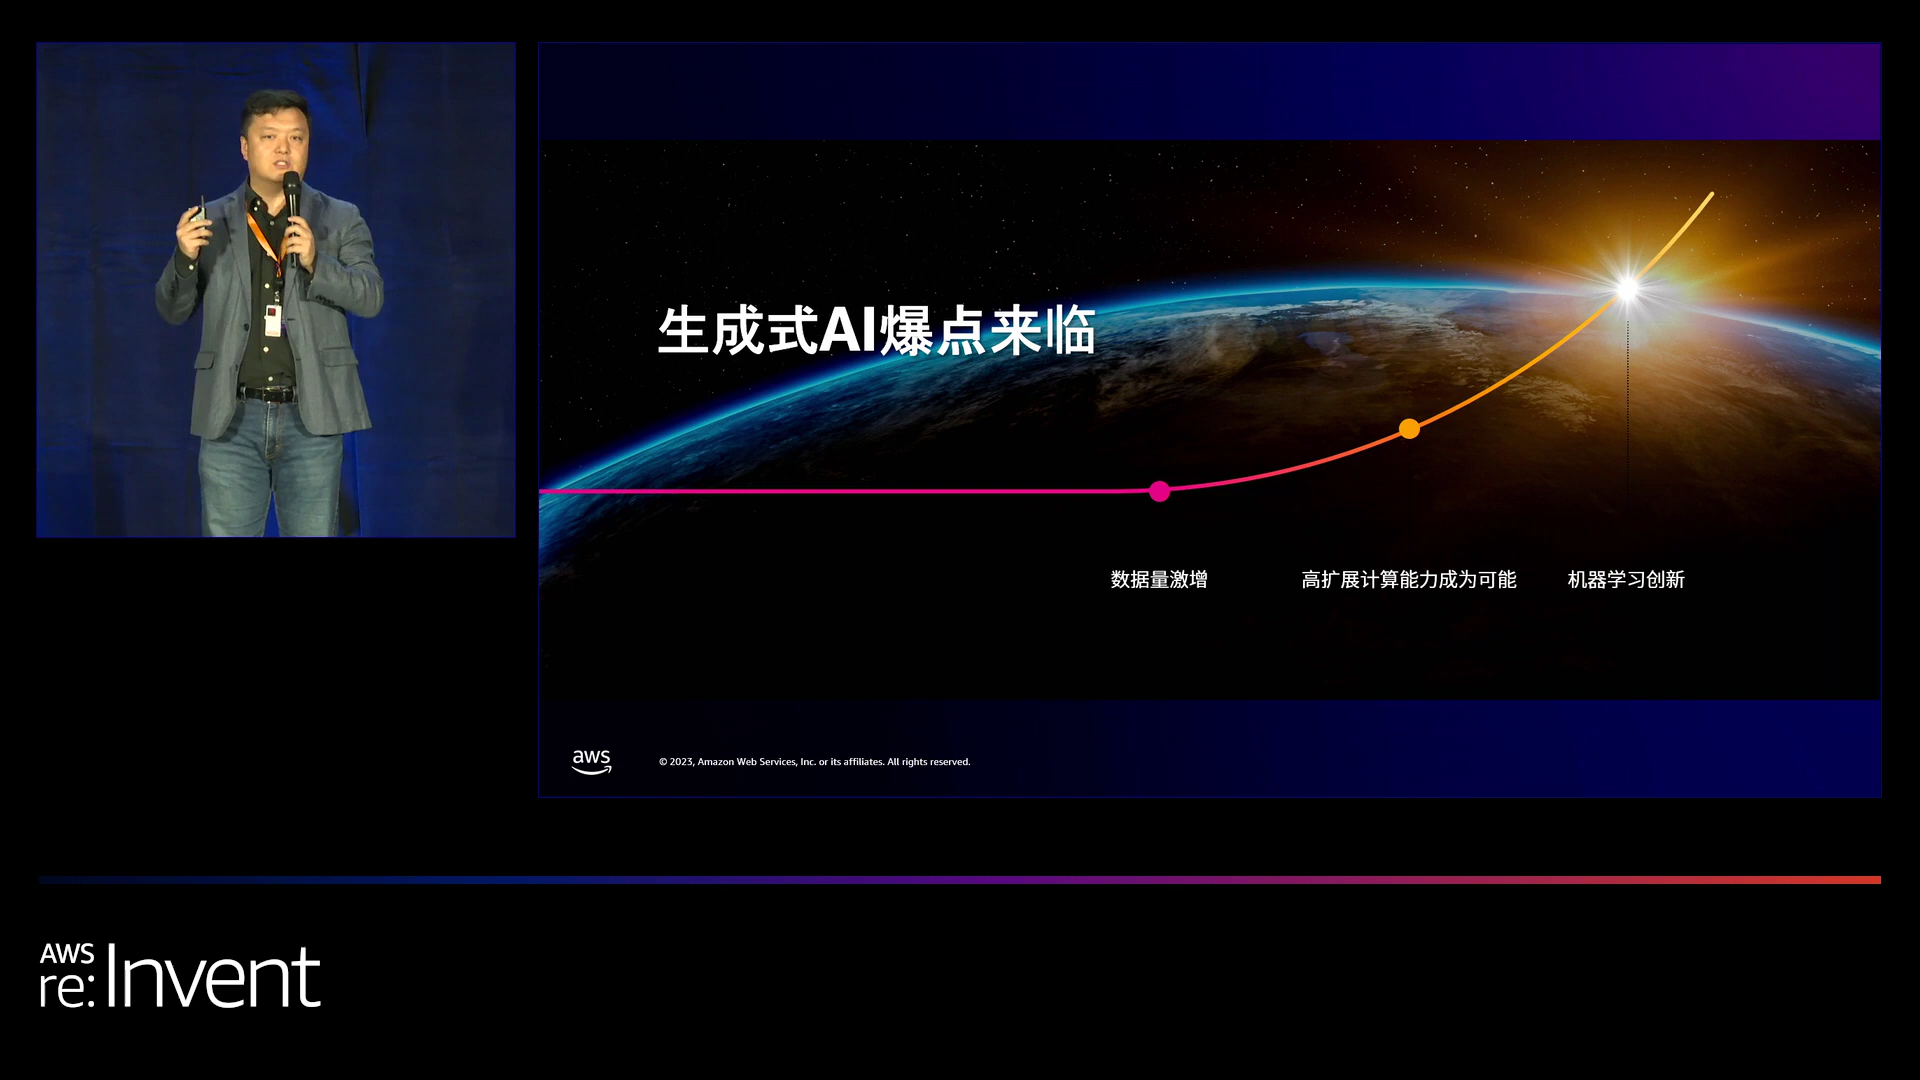 生成式AI爆点来临
数据量激增
高扩展计算能力成为可能
机器学习创新
aws
© 2023, Amazon Web Services, Inc. or its affiliates. All rights reserved.
AWS
re:Invent